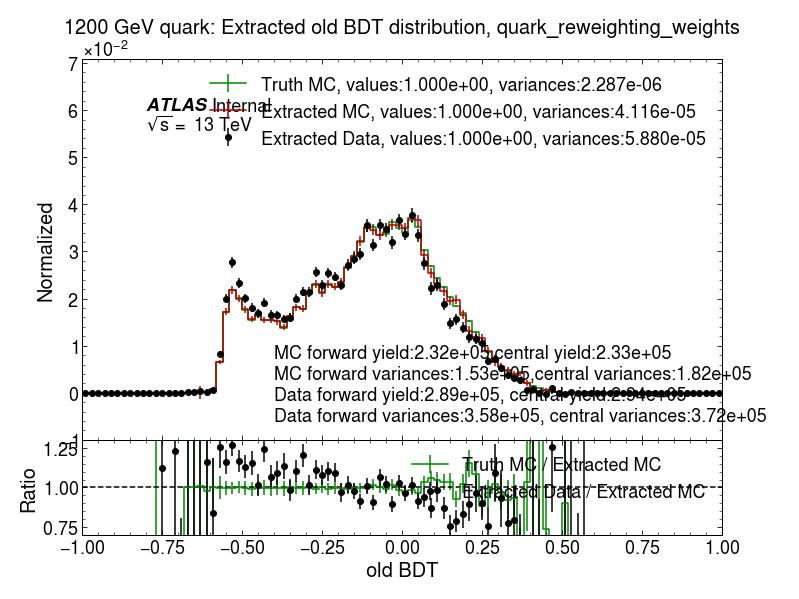 1200 GeV quark: Extracted old BDT distribution, quark_reweighting_weights
×10⁻²
7
Truth MC, values:1.000e+00, variances:2.287e-06
ATLAS Internal
Extracted MC, values:1.000e+00, variances:4.116e-05
√s = 13 TeV
6
Extracted Data, values:1.000e+00, variances:5.880e-05
5
4
3
2
1
0
Normalized
MC forward yield:2.32e+05, central yield:2.33e+05
MC forward variances:1.53e+05, central variances:1.82e+05
Data forward yield:2.89e+05, central yield:2.94e+05
Data forward variances:3.58e+05, central variances:3.72e+05
1.25
1.00
0.75
Ratio
Truth MC / Extracted MC
Extracted Data / Extracted MC
−1.00 −0.75 −0.50 −0.25 0.00 0.25 0.50 0.75 1.00
old BDT